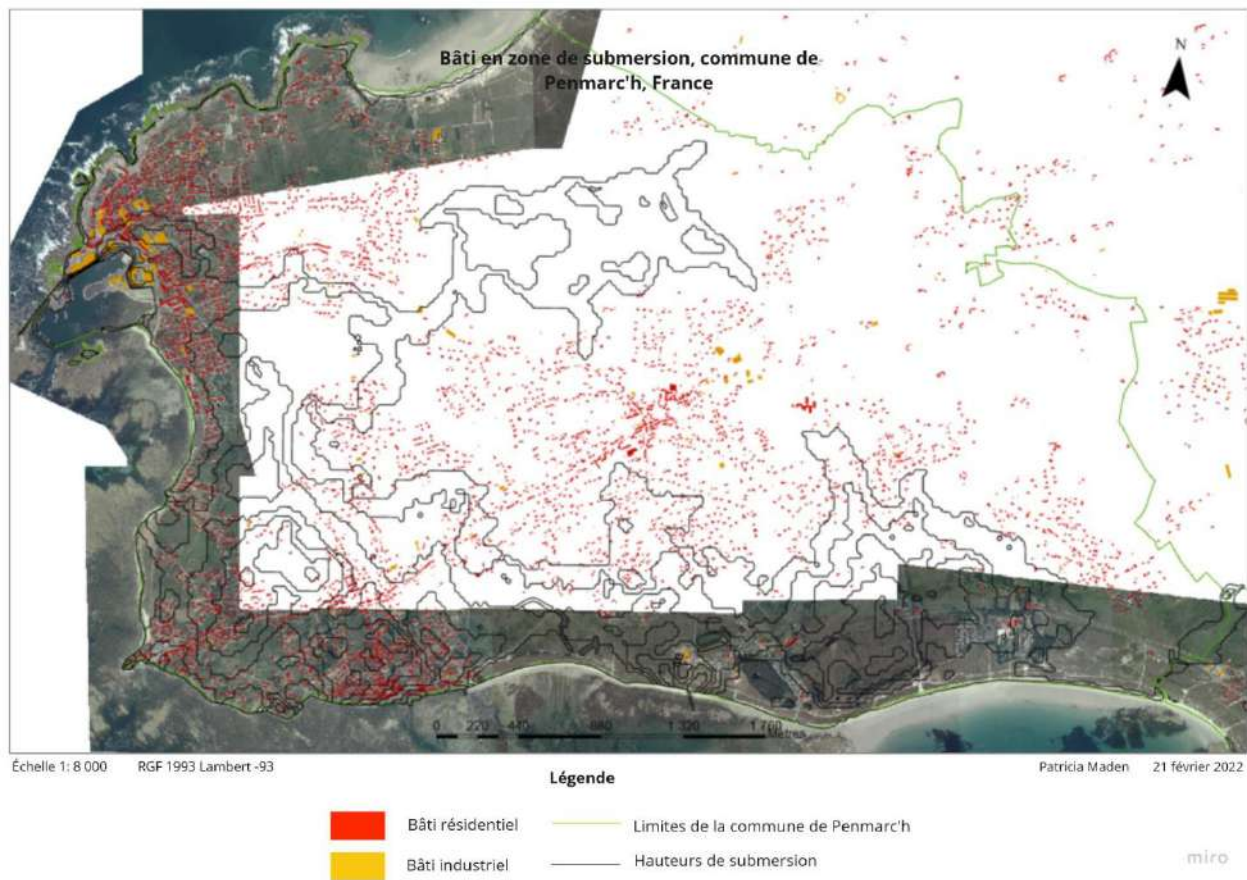 Bâti en zone de submersion, commune de
Penmarc'h, France
N
0 220 440 880 1 320 1 760
Mètres
Échelle 1: 8 000 RGF 1993 Lambert -93
Patricia Maden 21 février 2022
Légende
Bâti résidentiel
Limites de la commune de Penmarc'h
Bâti industriel
Hauteurs de submersion
miro